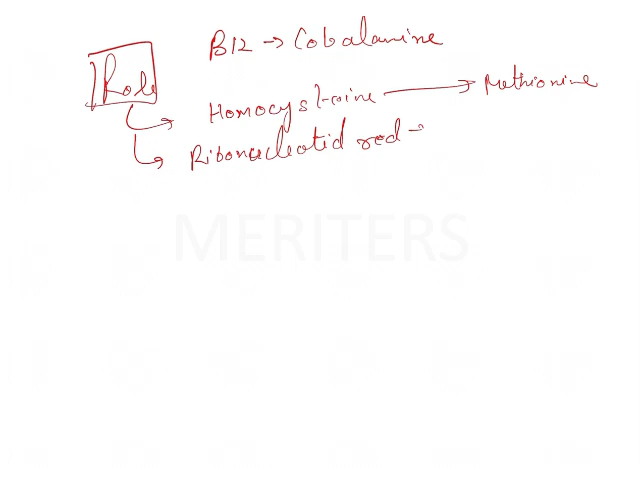 B12 → Cobalamine
Role
Homocysteine → Methionine
Ribonucleotid red -
MERITERS